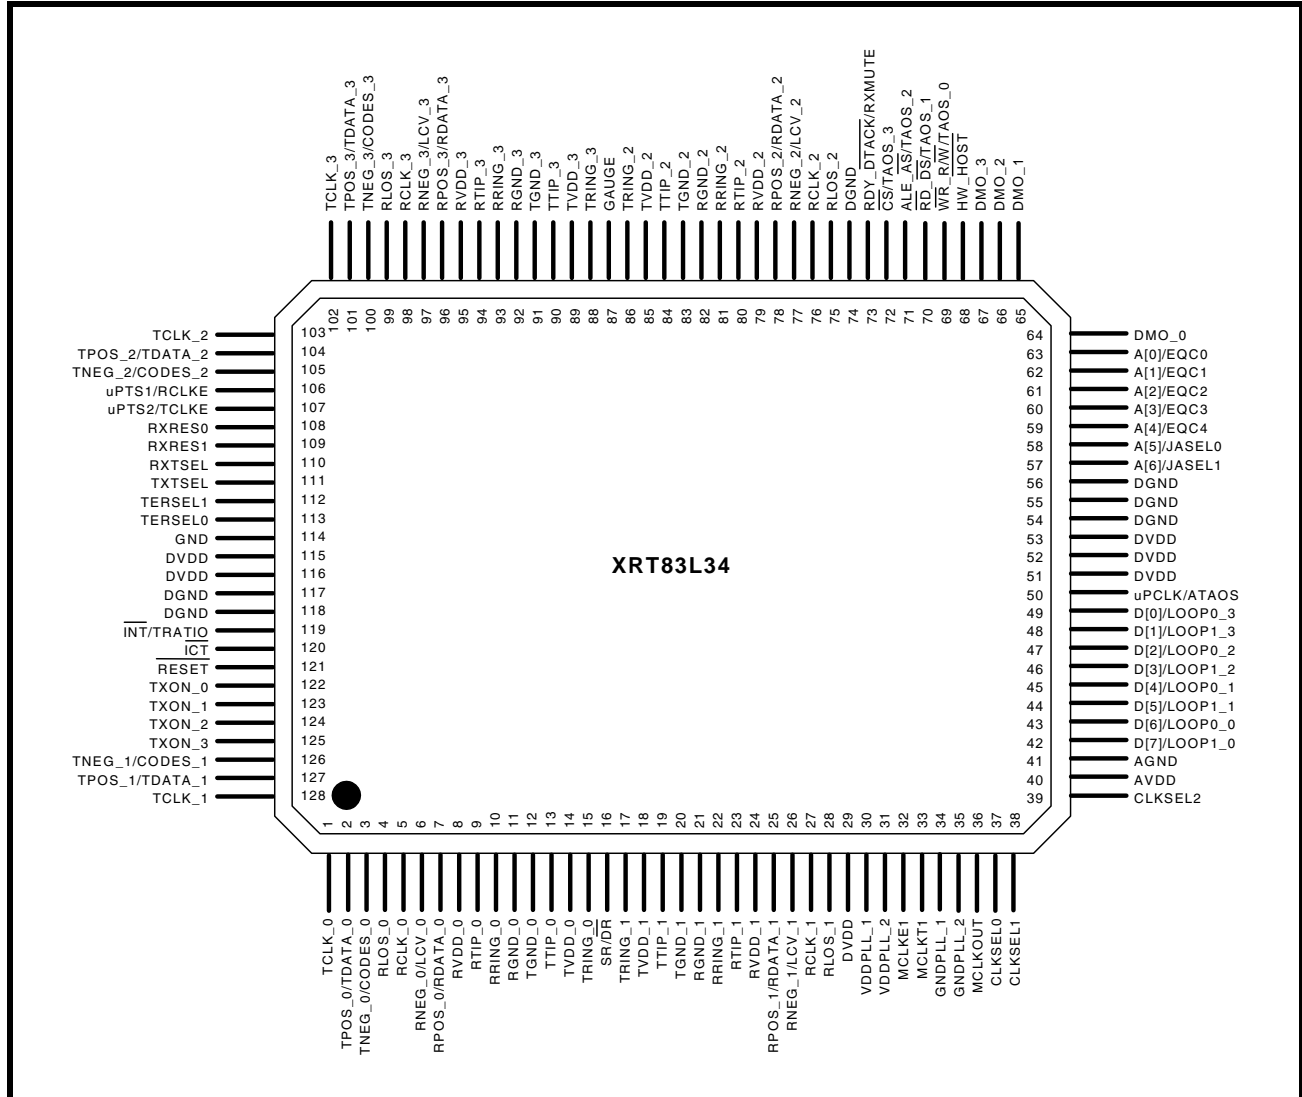 TCLK_3
TPOS_3/TDATA_3
TNEG_3/CODES_3
RLOS_3
RCLK_3
RNEG_3/LCV_3
RPOS_3/RDATA_3
RVDD_3
RTIP_3
RRING_3
RGND_3
TGND_3
TTIP_3
TVDD_3
TRING_3
GAUGE
TRING_2
TVDD_2
TTIP_2
TGND_2
RGND_2
RRING_2
RTIP_2
RVDD_2
RPOS_2/RDATA_2
RNEG_2/LCV_2
RCLK_2
RLOS_2
DGND
RDY_DTACK/RXMUTE
CS/TAOS_3
ALE_AS/TAOS_2
RD_DS/TAOS_1
WR_R/W/TAOS_0
HW_HOST
DMO_3
DMO_2
DMO_1
102
101
100
99
98
97
96
95
94
93
92
91
90
89
88
87
86
85
84
83
82
81
80
79
78
77
76
75
74
73
72
71
70
69
68
67
66
65
TCLK_2 103
TPOS_2/TDATA_2 104
TNEG_2/CODES_2 105
uPTS1/RCLKE 106
uPTS2/TCLKE 107
RXRES0 108
RXRES1 109
RXTSEL 110
TXTSEL 111
TERSEL1 112
TERSEL0 113
GND 114
DVDD 115
DVDD 116
DGND 117
DGND 118
INT/TRATIO 119
ICT 120
RESET 121
TXON_0 122
TXON_1 123
TXON_2 124
TXON_3 125
TNEG_1/CODES_1 126
TPOS_1/TDATA_1 127
TCLK_1 128
XRT83L34
64 DMO_0
63 A[0]/EQC0
62 A[1]/EQC1
61 A[2]/EQC2
60 A[3]/EQC3
59 A[4]/EQC4
58 A[5]/JASEL0
57 A[6]/JASEL1
56 DGND
55 DGND
54 DGND
53 DVDD
52 DVDD
51 DVDD
50 uPCLK/ATAOS
49 D[0]/LOOP0_3
48 D[1]/LOOP1_3
47 D[2]/LOOP0_2
46 D[3]/LOOP1_2
45 D[4]/LOOP0_1
44 D[5]/LOOP1_1
43 D[6]/LOOP0_0
42 D[7]/LOOP1_0
41 AGND
40 AVDD
39 CLKSEL2
1
2
3
4
5
6
7
8
9
10
11
12
13
14
15
16
17
18
19
20
21
22
23
24
25
26
27
28
29
30
31
32
33
34
35
36
37
38
TCLK_0
TPOS_0/TDATA_0
TNEG_0/CODES_0
RLOS_0
RCLK_0
RNEG_0/LCV_0
RPOS_0/RDATA_0
RVDD_0
RTIP_0
RRING_0
RGND_0
TGND_0
TTIP_0
TVDD_0
TRING_0
SR/DR
TRING_1
TVDD_1
TTIP_1
TGND_1
RGND_1
RRING_1
RTIP_1
RVDD_1
RPOS_1/RDATA_1
RNEG_1/LCV_1
RCLK_1
RLOS_1
DVDD
VDDPLL_1
VDDPLL_2
MCLKE1
MCLKT1
GNDPLL_1
GNDPLL_2
MCLKOUT
CLKSEL0
CLKSEL1